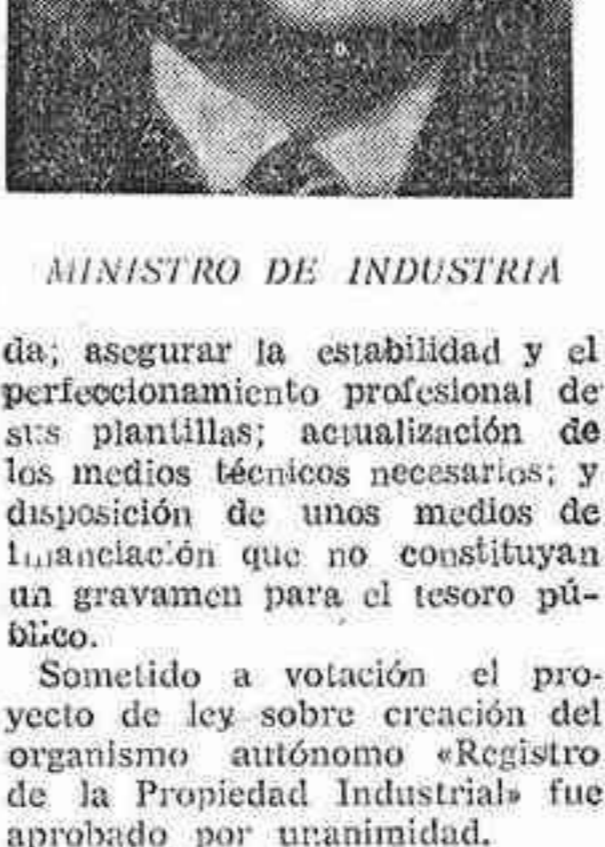 MINISTRO DE INDUSTRIA
da; asegurar la estabilidad y el
perfeccionamiento profesional de
sus plantillas; actualización de
los medios técnicos necesarios; y
disposición de unos medios de
financiación que no constituyan
un gravamen para el tesoro pú-
blico.
Sometido a votación el pro-
yecto de ley sobre creación del
organismo autónomo «Registro
de la Propiedad Industrial» fue
aprobado por unanimidad.